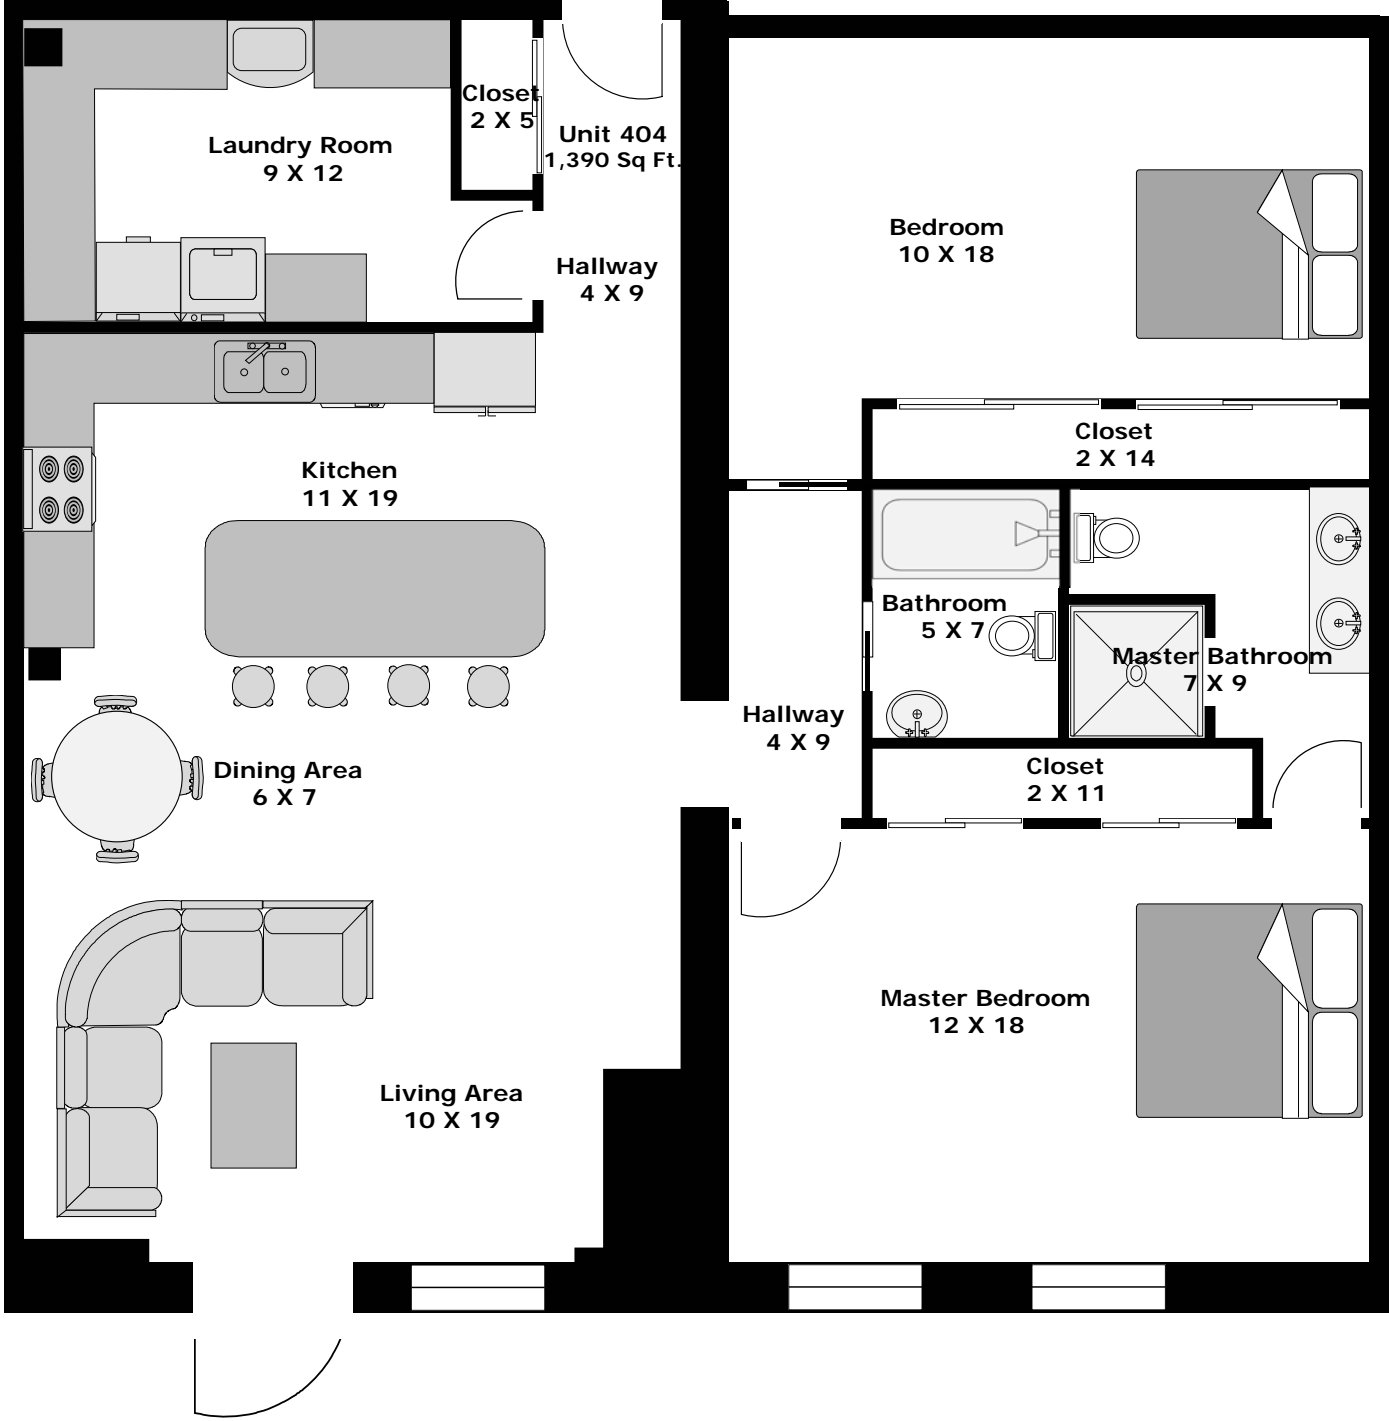 Closet
2 X 5
Unit 404
1,390 Sq Ft.
Laundry Room
9 X 12
Bedroom
10 X 18
Hallway
4 X 9
Closet
2 X 14
Kitchen
11 X 19
Bathroom
5 X 7
Master Bathroom
7 X 9
Hallway
4 X 9
Dining Area
6 X 7
Closet
2 X 11
Master Bedroom
12 X 18
Living Area
10 X 19